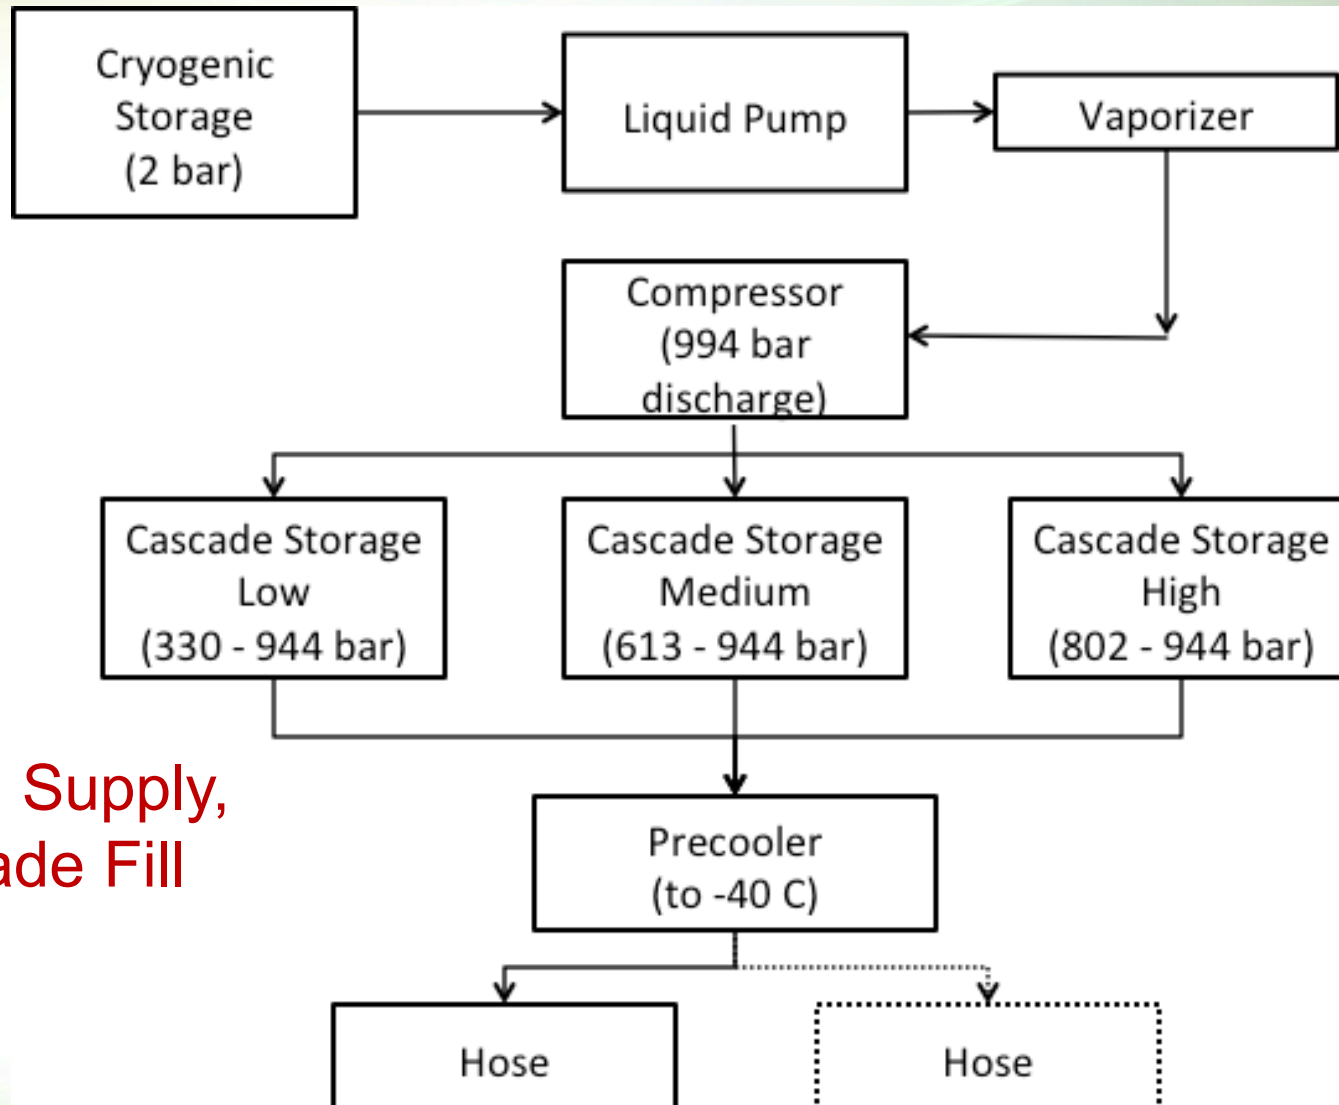 Cryogenic
Storage
(2 bar)
Liquid Pump
Vaporizer
Compressor
(994 bar
discharge)
Cascade Storage
Low
(330 - 944 bar)
Cascade Storage
Medium
(613 - 944 bar)
Cascade Storage
High
(802 - 944 bar)
Supply,
ade Fill
Precooler
(to -40 C)
Hose
Hose